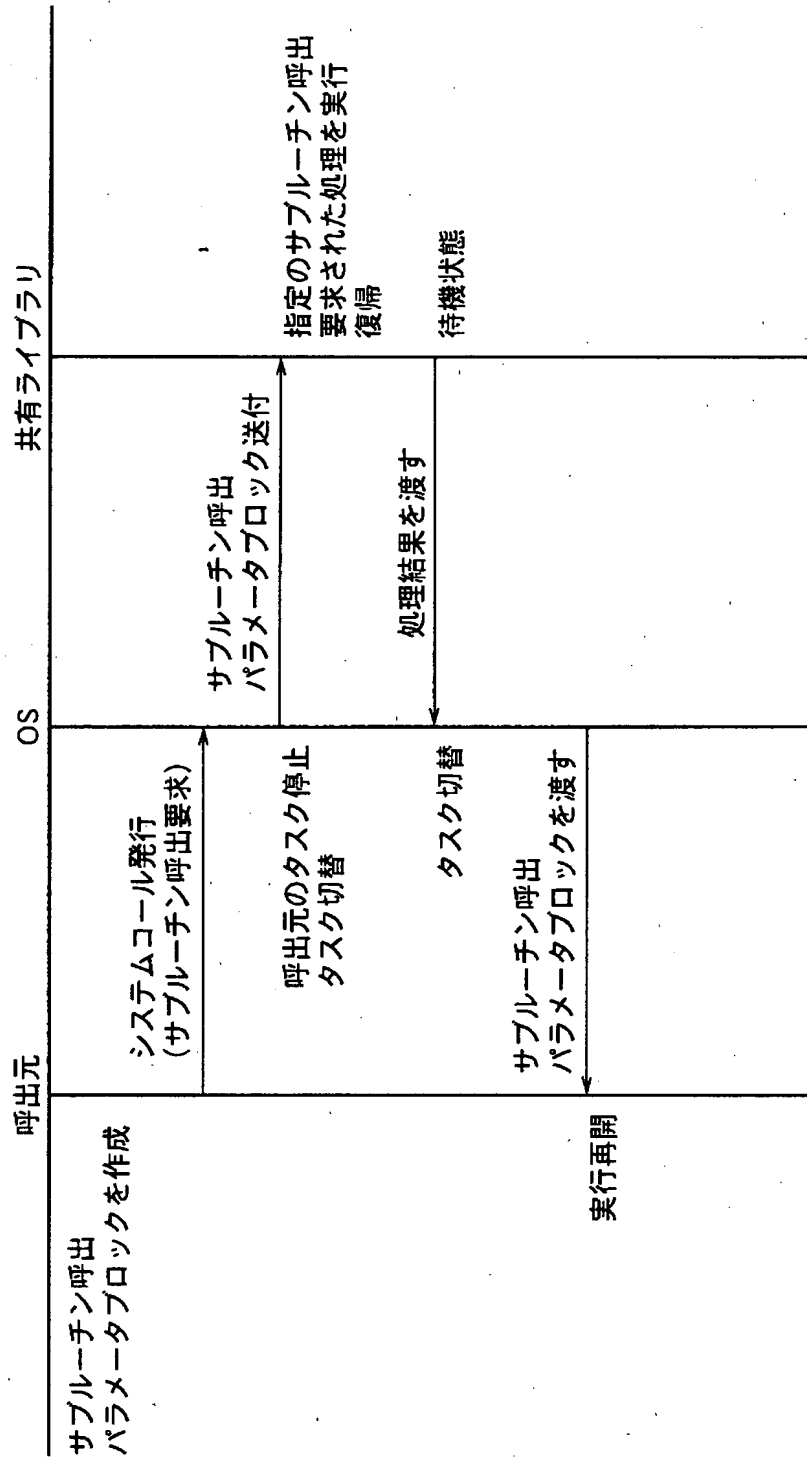 呼出元
OS
共有ライブラリ
サブルーチン呼出
パラメータブロックを作成
システムコール発行
(サブルーチン呼出要求)
呼出元のタスク停止
タスク切替
サブルーチン呼出
パラメータブロック送付
指定のサブルーチン呼出
要求された処理を実行
復帰
処理結果を渡す
待機状態
タスク切替
サブルーチン呼出
パラメータブロックを渡す
実行再開